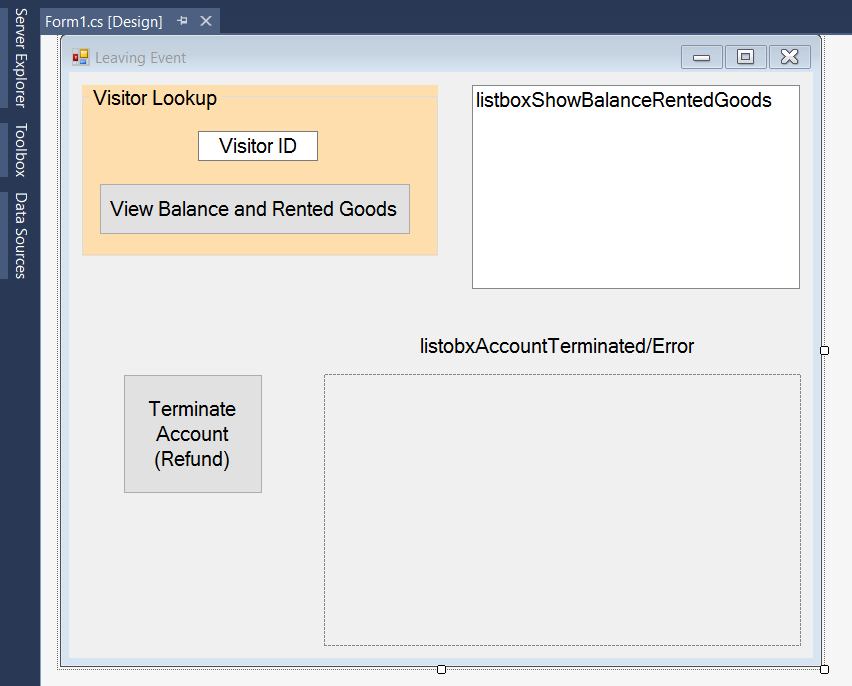 Form1.cs [Design]
Server Explorer
Toolbox
Data Sources
Leaving Event
Visitor Lookup
Visitor ID
View Balance and Rented Goods
listboxShowBalanceRentedGoods
listobxAccountTerminated/Error
Terminate
Account
(Refund)